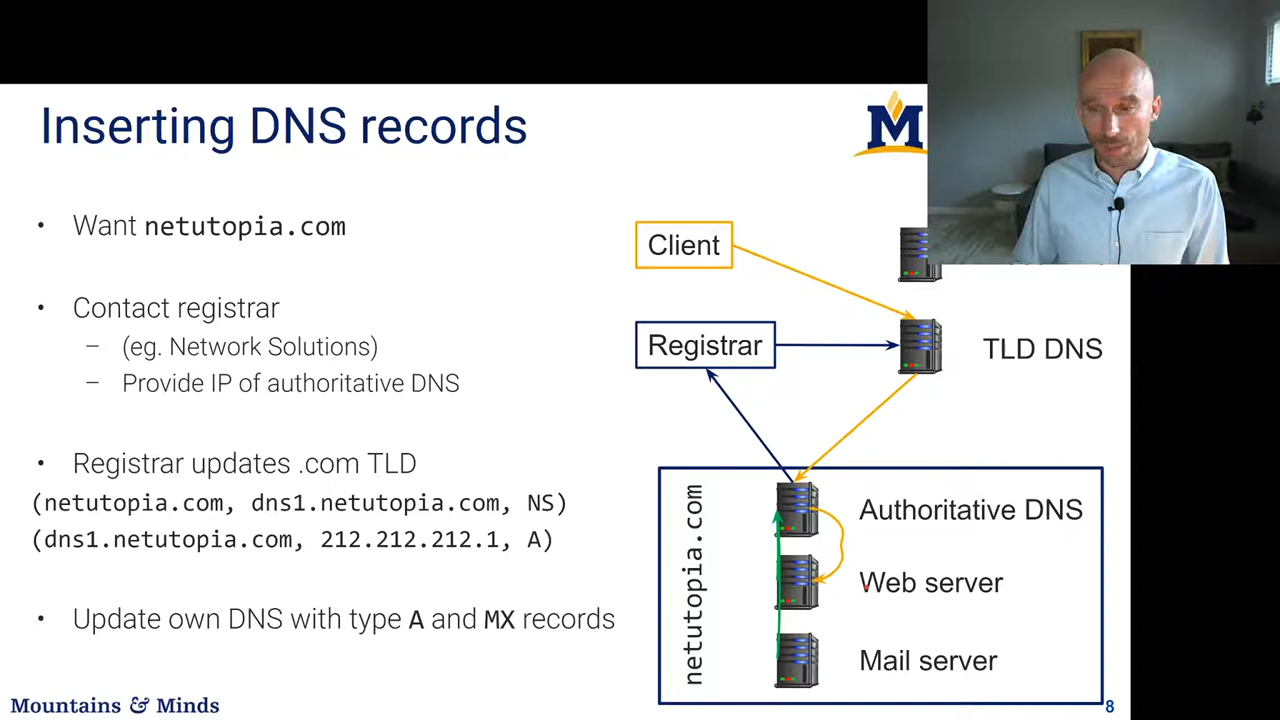 Inserting DNS records
M
• Want netutopia.com
• Contact registrar
– (eg. Network Solutions)
– Provide IP of authoritative DNS
• Registrar updates .com TLD
(netutopia.com, dns1.netutopia.com, NS)
(dns1.netutopia.com, 212.212.212.1, A)
• Update own DNS with type A and MX records
Client
Registrar
TLD DNS
netutopia.com
Authoritative DNS
Web server
Mail server
Mountains & Minds
8